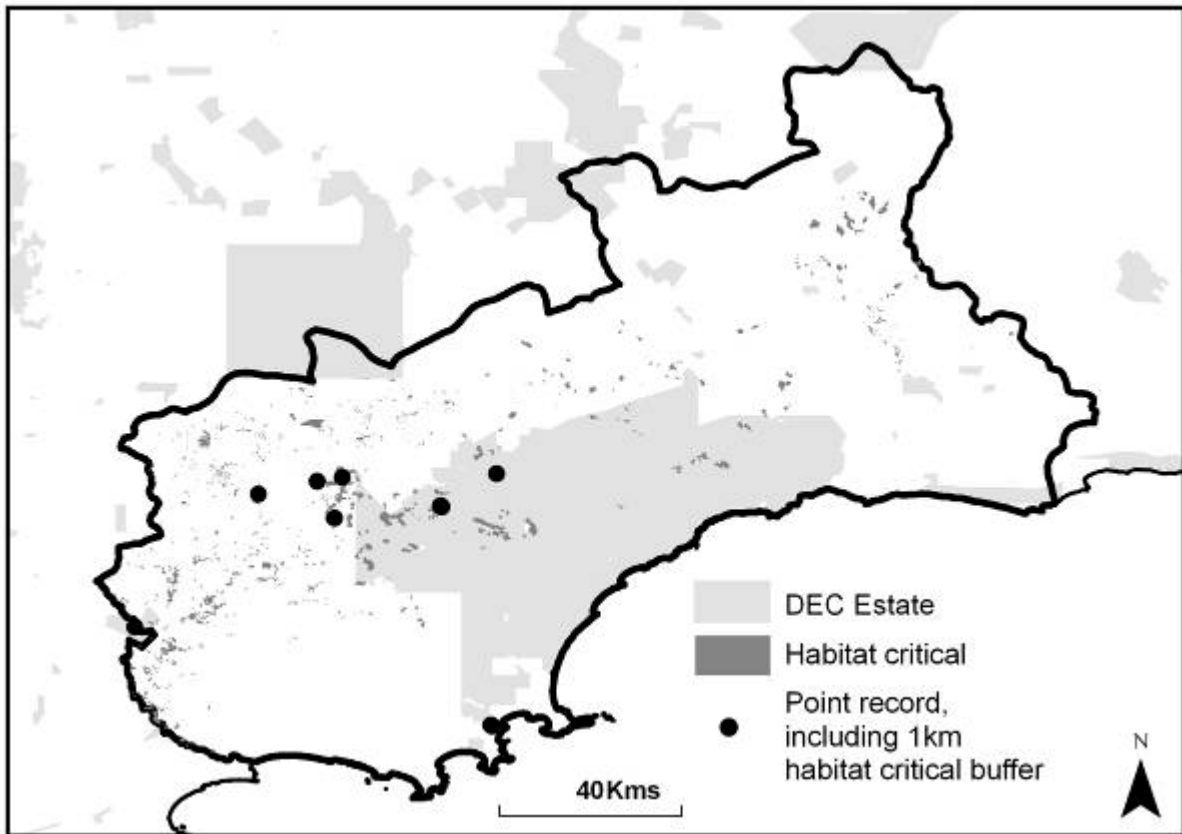 DEC Estate
Habitat critical
Point record,
including 1km
habitat critical buffer
N
40Kms